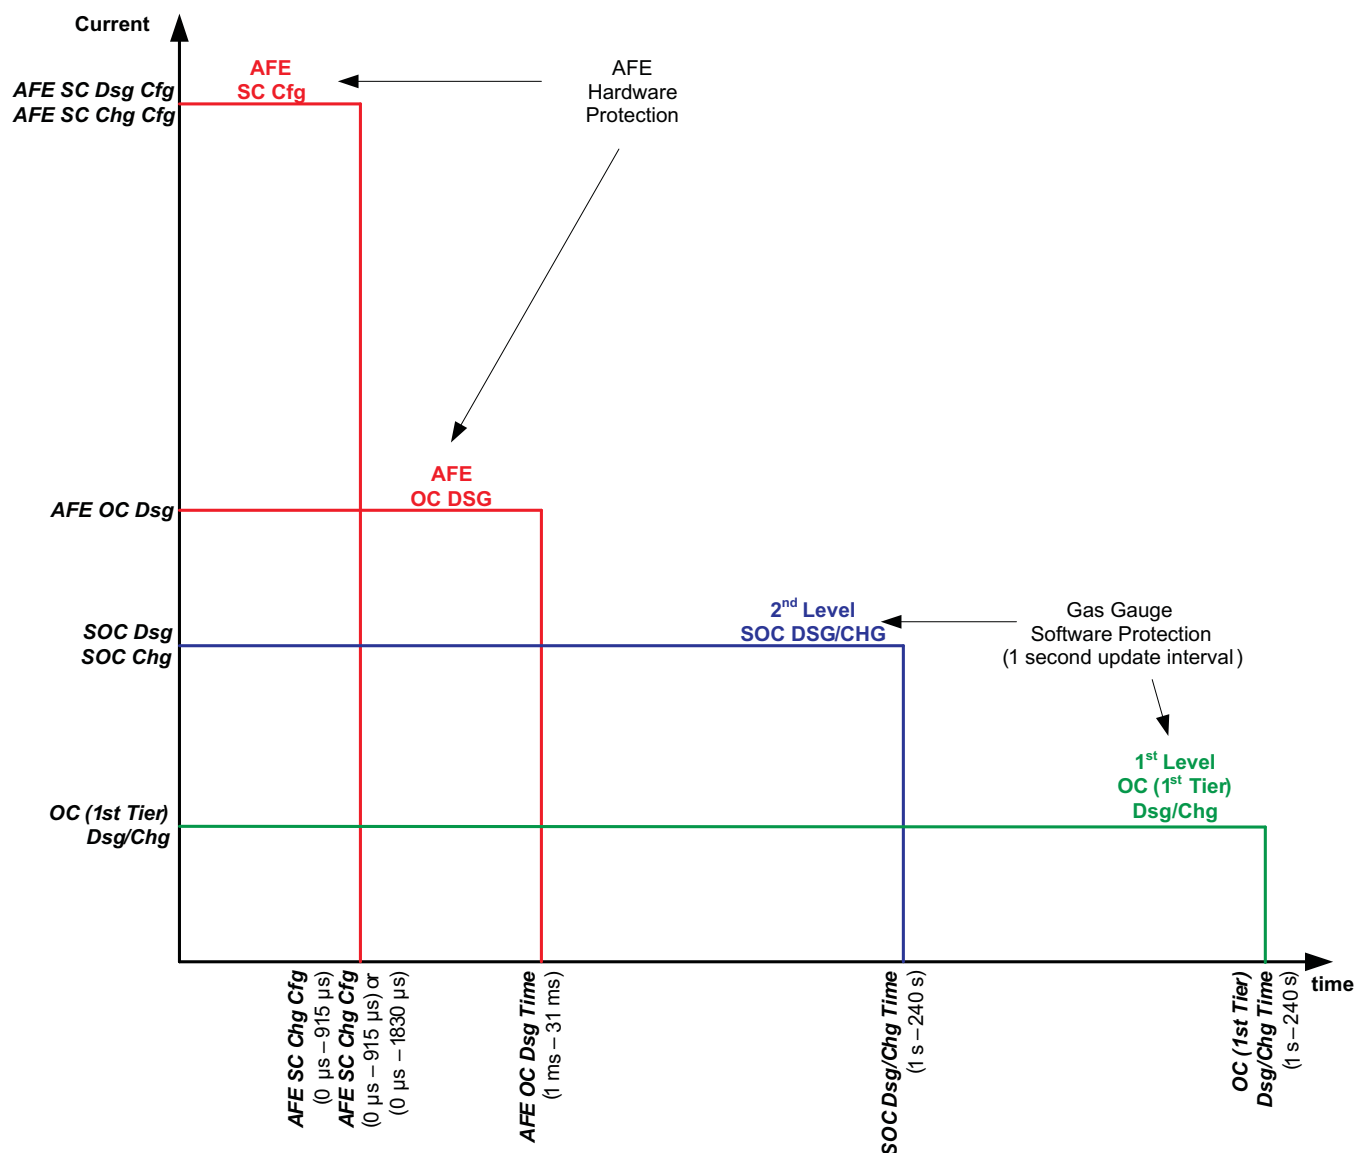 Current
AFE SC Dsg Cfg
AFE SC Chg Cfg
AFE
SC Cfg
AFE
Hardware
Protection
AFE OC Dsg
AFE
OC DSG
SOC Dsg
SOC Chg
2nd Level
SOC DSG/CHG
Gas Gauge
Software Protection
(1 second update interval)
OC (1st Tier)
Dsg/Chg
1st Level
OC (1st Tier)
Dsg/Chg
time
AFE SC Chg Cfg
(0 µs – 915 µs)
AFE SC Chg Cfg
(0 µs – 915 µs) or
(0 µs – 1830 µs)
AFE OC Dsg Time
(1 ms – 31 ms)
SOC Dsg/Chg Time
(1 s – 240 s)
OC (1st Tier)
Dsg/Chg Time
(1 s – 240 s)